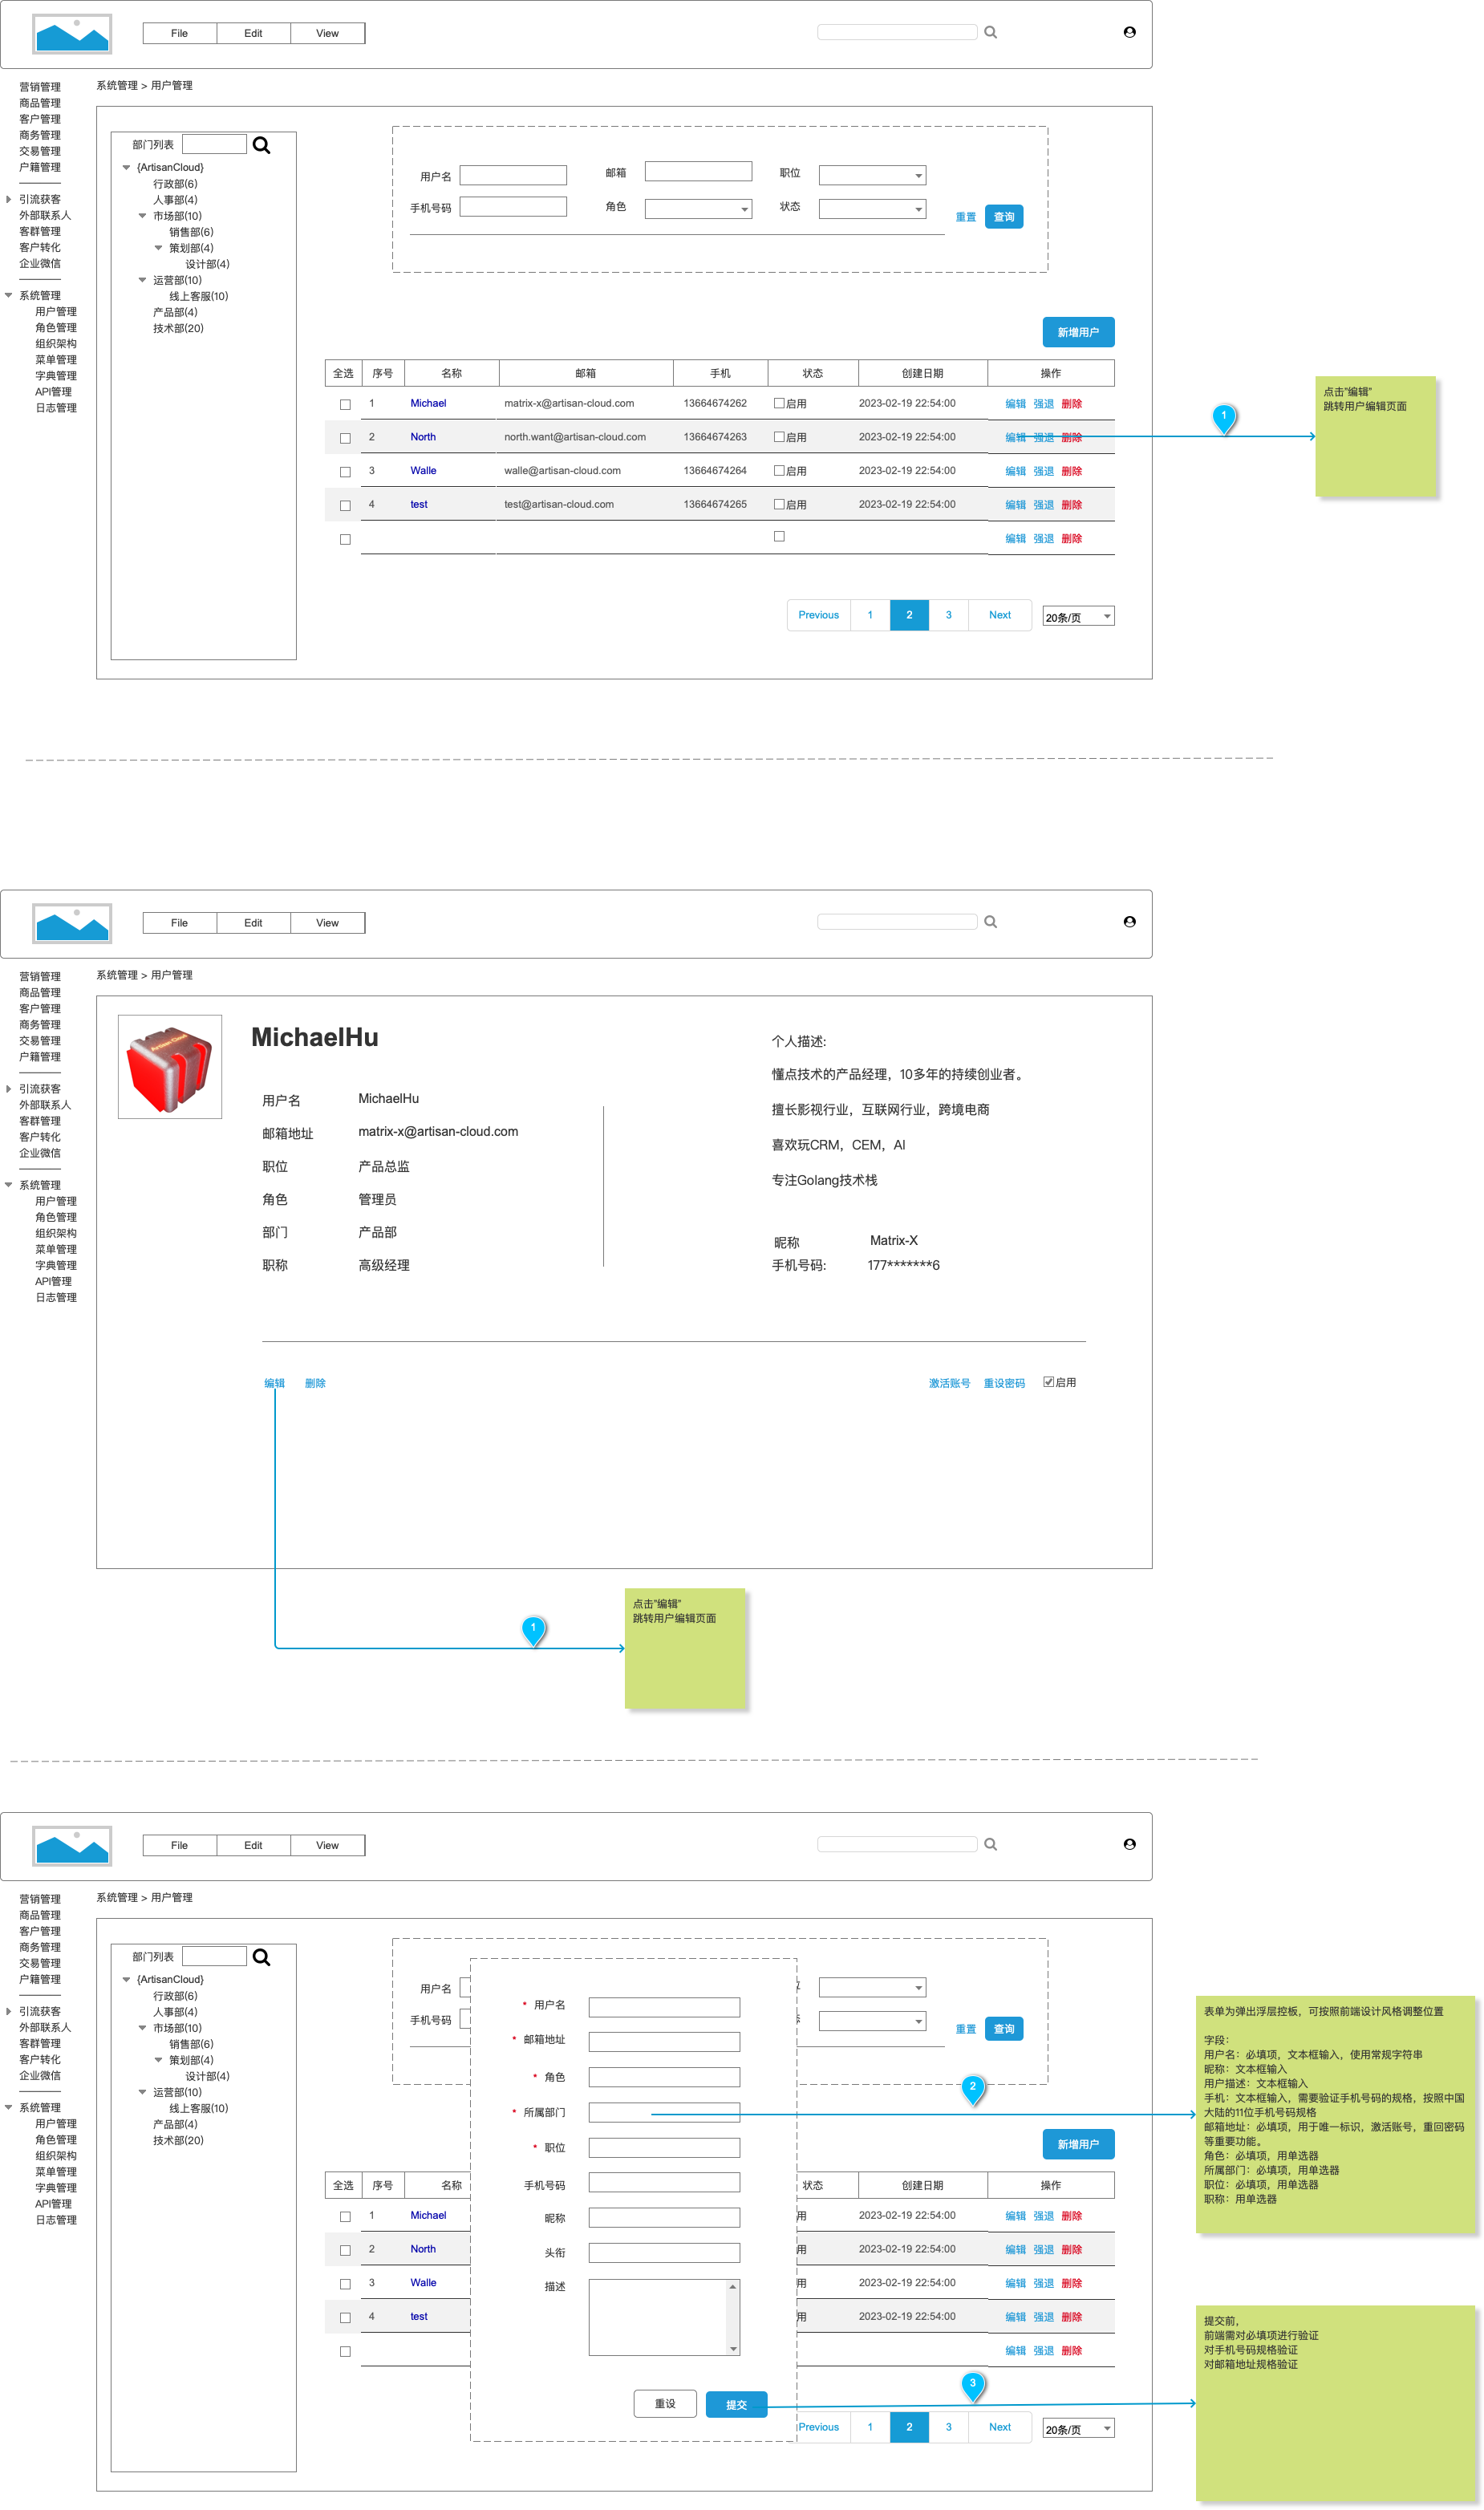 File Edit View
系统管理 > 用户管理
营销管理
商品管理
客户管理
商务管理
交易管理
户籍管理
引流获客
外部联系人
客群管理
客户转化
企业微信
系统管理
用户管理
角色管理
组织架构
菜单管理
字典管理
API管理
日志管理
部门列表
{ArtisanCloud}
行政部(6)
人事部(4)
市场部(10)
销售部(6)
策划部(4)
设计部(4)
运营部(10)
线上客服(10)
产品部(4)
技术部(20)
用户名 邮箱 职位
手机号码 角色 状态 重置 查询
新增用户
全选 序号 名称 邮箱 手机 状态 创建日期 操作
1 Michael matrix-x@artisan-cloud.com 13664674262 启用 2023-02-19 22:54:00 编辑 强退 删除
2 North north.want@artisan-cloud.com 13664674263 启用 2023-02-19 22:54:00 编辑 强退 删除
3 Walle walle@artisan-cloud.com 13664674264 启用 2023-02-19 22:54:00 编辑 强退 删除
4 test test@artisan-cloud.com 13664674265 启用 2023-02-19 22:54:00 编辑 强退 删除
编辑 强退 删除
Previous 1 2 3 Next 20条/页
1
点击"编辑"
跳转用户编辑页面
File Edit View
系统管理 > 用户管理
营销管理
商品管理
客户管理
商务管理
交易管理
户籍管理
引流获客
外部联系人
客群管理
客户转化
企业微信
系统管理
用户管理
角色管理
组织架构
菜单管理
字典管理
API管理
日志管理
MichaelHu
用户名 MichaelHu
邮箱地址 matrix-x@artisan-cloud.com
职位 产品总监
角色 管理员
部门 产品部
职称 高级经理
个人描述:
懂点技术的产品经理，10多年的持续创业者。
擅长影视行业，互联网行业，跨境电商
喜欢玩CRM，CEM，AI
专注Golang技术栈
昵称 Matrix-X
手机号码: 177*******6
编辑 删除 激活账号 重设密码 启用
1
点击"编辑"
跳转用户编辑页面
File Edit View
系统管理 > 用户管理
营销管理
商品管理
客户管理
商务管理
交易管理
户籍管理
引流获客
外部联系人
客群管理
客户转化
企业微信
系统管理
用户管理
角色管理
组织架构
菜单管理
字典管理
API管理
日志管理
部门列表
{ArtisanCloud}
行政部(6)
人事部(4)
市场部(10)
销售部(6)
策划部(4)
设计部(4)
运营部(10)
线上客服(10)
产品部(4)
技术部(20)
用户名
手机号码 重置 查询
新增用户
全选 序号 名称 状态 创建日期 操作
1 Michael 用 2023-02-19 22:54:00 编辑 强退 删除
2 North 用 2023-02-19 22:54:00 编辑 强退 删除
3 Walle 用 2023-02-19 22:54:00 编辑 强退 删除
4 test 用 2023-02-19 22:54:00 编辑 强退 删除
编辑 强退 删除
Previous 1 2 3 Next 20条/页
* 用户名
* 邮箱地址
* 角色
* 所属部门
* 职位
手机号码
昵称
头衔
描述
重设 提交
2
表单为弹出浮层控板，可按照前端设计风格调整位置
字段：
用户名：必填项，文本框输入，使用常规字符串
昵称：文本框输入
用户描述：文本框输入
手机：文本框输入，需要验证手机号码的规格，按照中国
大陆的11位手机号码规格
邮箱地址：必填项，用于唯一标识，激活账号，重回密码
等重要功能。
角色：必填项，用单选器
所属部门：必填项，用单选器
职位：必填项，用单选器
职称：用单选器
3
提交前，
前端需对必填项进行验证
对手机号码规格验证
对邮箱地址规格验证